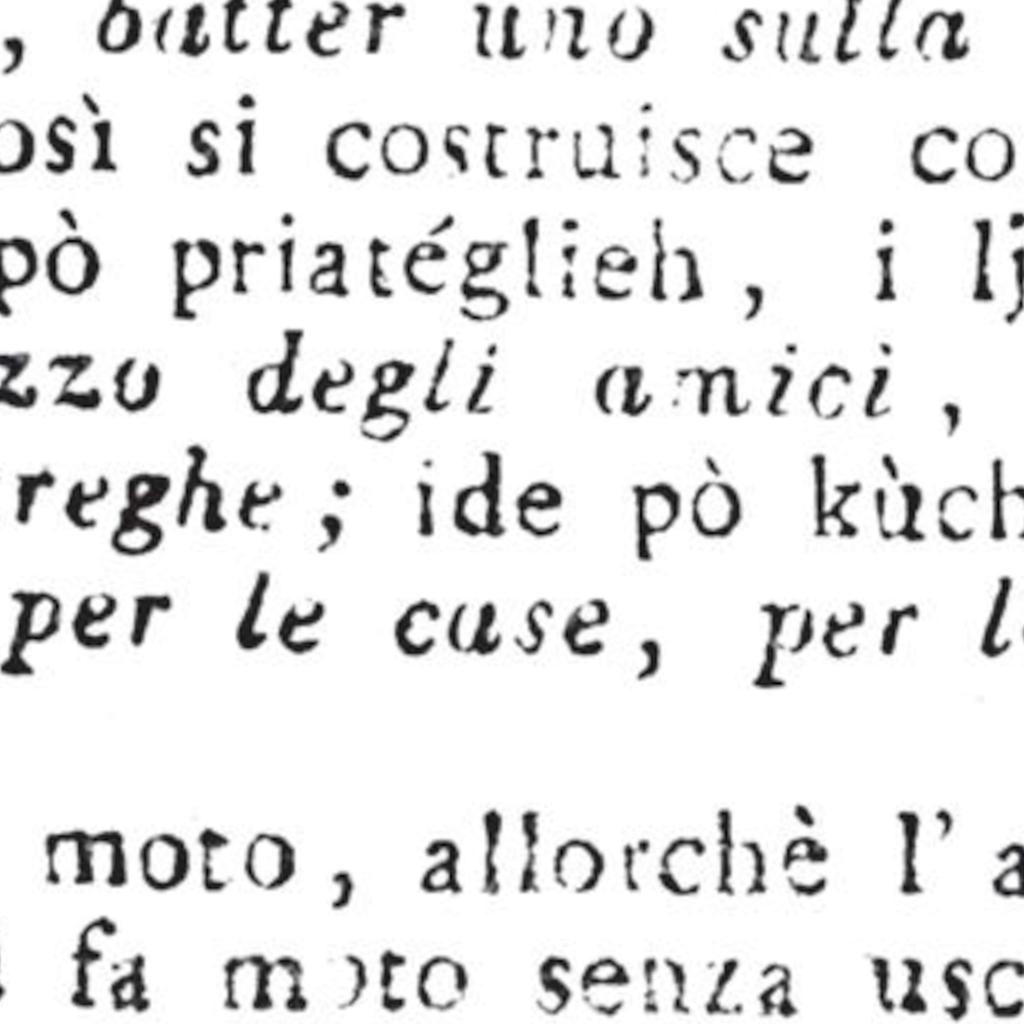 , batter uno sulla
osì si costruisce co
pò priatéglieh, i lj
zzo degli amici,
reghe; ide pò kùch
per le case, per le
moto, allorchè l' a
fa moto senza usc